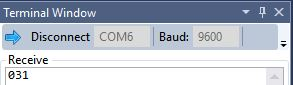 Terminal Window
Disconnect COM6 Baud: 9600
Receive
031